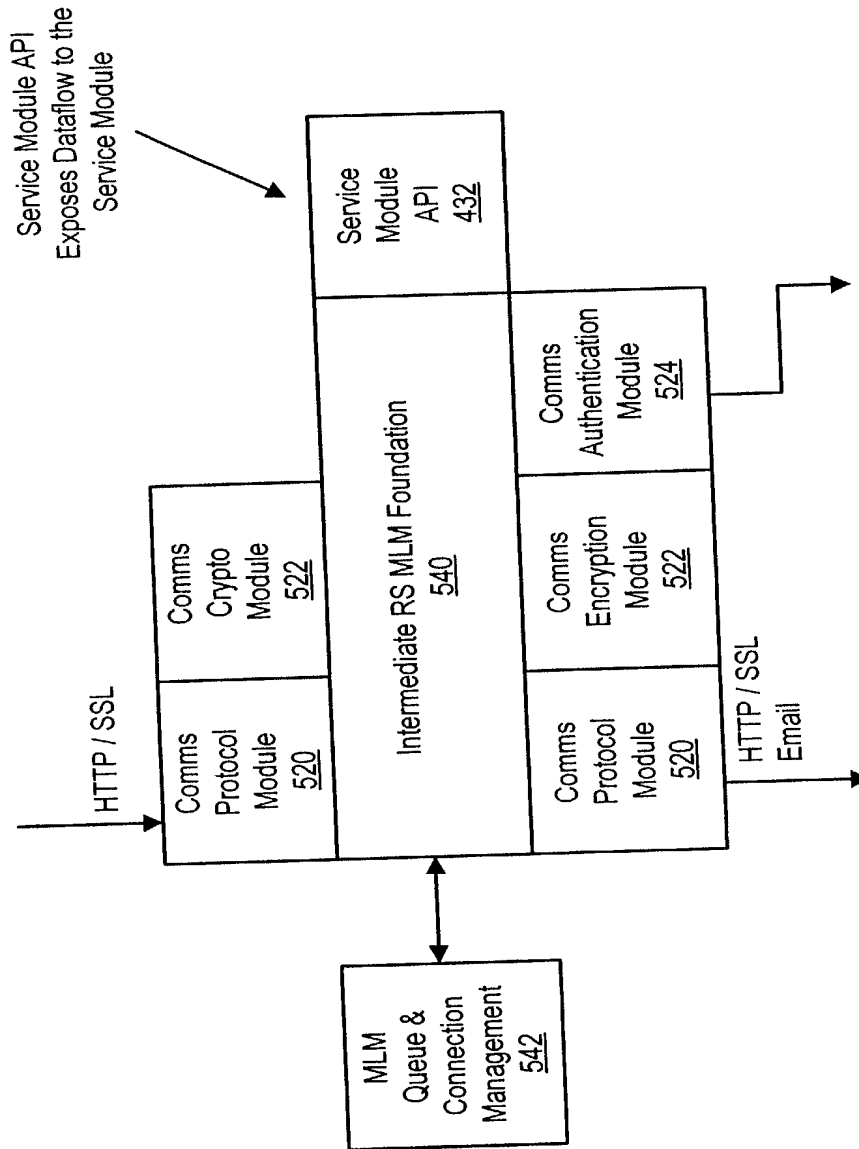 Service Module API
Exposes Dataflow to the
Service Module
HTTP / SSL
Comms
Protocol
Module
520
Comms
Crypto
Module
522
Service
Module
API
432
Intermediate RS MLM Foundation
540
MLM
Queue &
Connection
Management
542
Comms
Protocol
Module
520
Comms
Encryption
Module
522
Comms
Authentication
Module
524
HTTP / SSL
Email